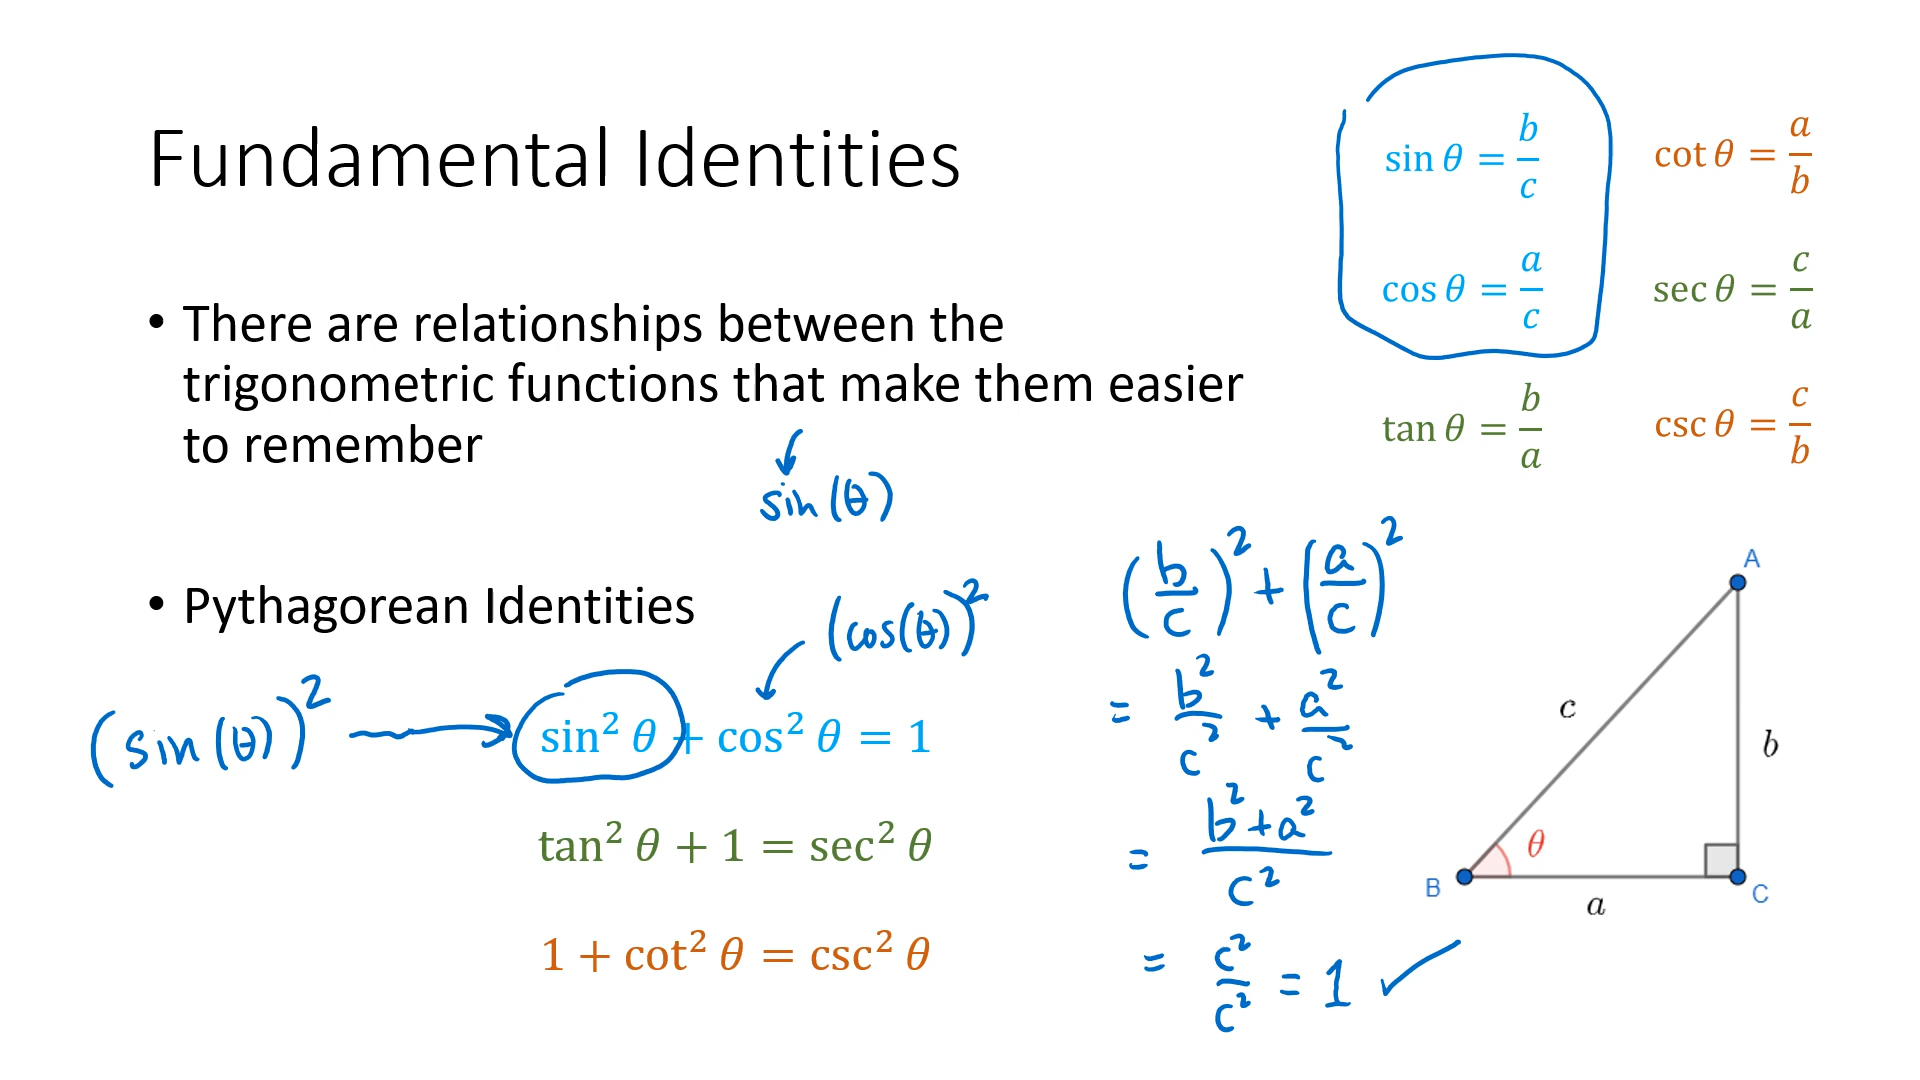 Fundamental Identities
sin θ = b/c
cot θ = a/b
cos θ = a/c
sec θ = c/a
tan θ = b/a
csc θ = c/b
• There are relationships between the
trigonometric functions that make them easier
to remember
sin(θ)
• Pythagorean Identities
(cos(θ))²
(sin(θ))²
sin² θ + cos² θ = 1
tan² θ + 1 = sec² θ
1 + cot² θ = csc² θ
(b/c)² + (a/c)²
= b²/c² + a²/c²
= (b² + a²)/c²
= c²/c² = 1 ✓
A
c
b
θ
B
C
a